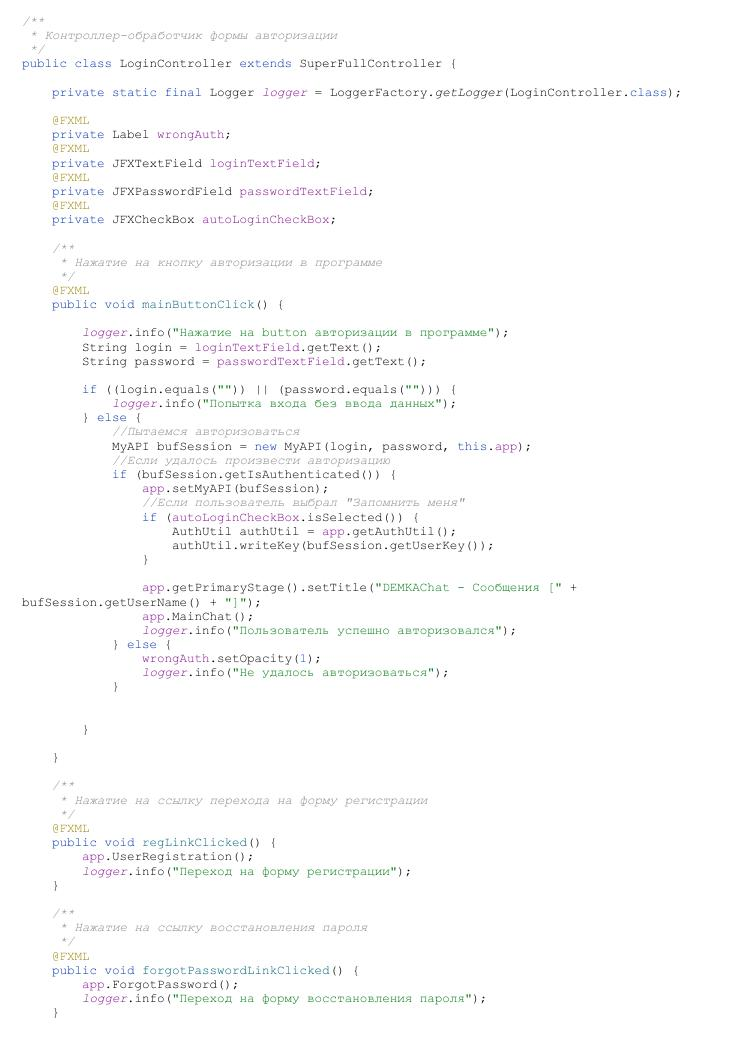 /**
 * Контроллер-обработчик формы авторизации
 */
public class LoginController extends SuperFullController {

    private static final Logger logger = LoggerFactory.getLogger(LoginController.class);

    @FXML
    private Label wrongAuth;
    @FXML
    private JFXTextField loginTextField;
    @FXML
    private JFXPasswordField passwordTextField;
    @FXML
    private JFXCheckBox autoLoginCheckBox;

    /**
     * Нажатие на кнопку авторизации в программе
     */
    @FXML
    public void mainButtonClick() {

        logger.info("Нажатие на button авторизации в программе");
        String login = loginTextField.getText();
        String password = passwordTextField.getText();

        if ((login.equals("")) || (password.equals(""))) {
            logger.info("Попытка входа без ввода данных");
        } else {
            //Пытаемся авторизоваться
            MyAPI bufSession = new MyAPI(login, password, this.app);
            //Если удалось произвести авторизацию
            if (bufSession.getIsAuthenticated()) {
                app.setMyAPI(bufSession);
                //Если пользователь выбрал "Запомнить меня"
                if (autoLoginCheckBox.isSelected()) {
                    AuthUtil authUtil = app.getAuthUtil();
                    authUtil.writeKey(bufSession.getUserKey());
                }

                app.getPrimaryStage().setTitle("DEMKAChat - Сообщения [" +
bufSession.getUserName() + "]");
                app.MainChat();
                logger.info("Пользователь успешно авторизовался");
            } else {
                wrongAuth.setOpacity(1);
                logger.info("Не удалось авторизоваться");
            }


        }

    }

    /**
     * Нажатие на ссылку перехода на форму регистрации
     */
    @FXML
    public void regLinkClicked() {
        app.UserRegistration();
        logger.info("Переход на форму регистрации");
    }

    /**
     * Нажатие на ссылку восстановления пароля
     */
    @FXML
    public void forgotPasswordLinkClicked() {
        app.ForgotPassword();
        logger.info("Переход на форму восстановления пароля");
    }